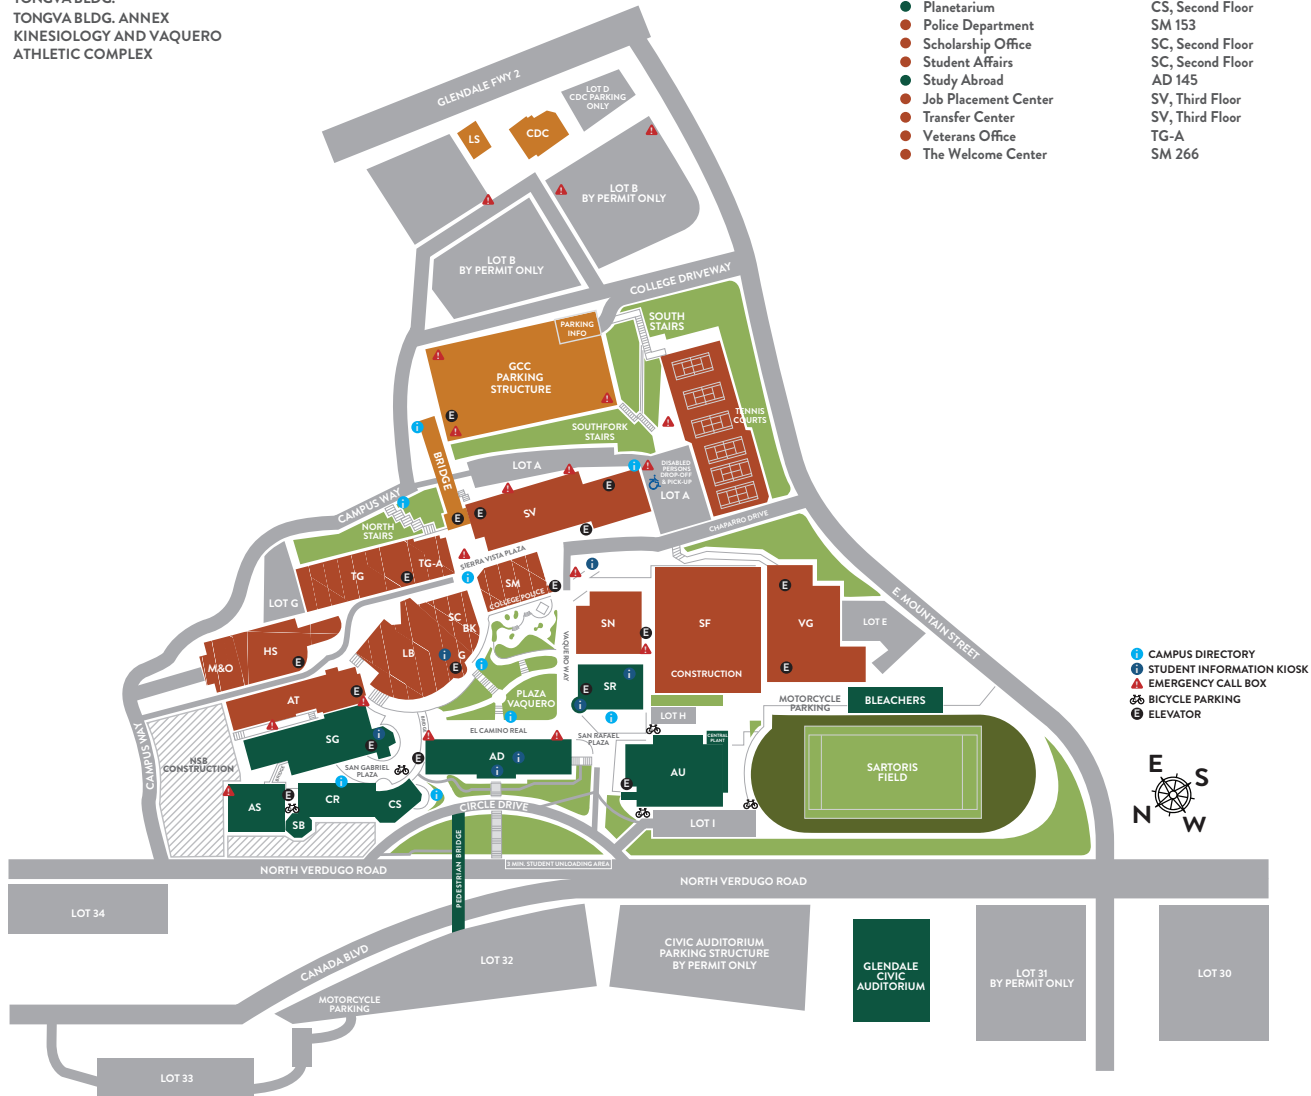 TONGVA BLDG.
TONGVA BLDG. ANNEX
KINESIOLOGY AND VAQUERO
ATHLETIC COMPLEX
Planetarium CS, Second Floor
Police Department SM 153
Scholarship Office SC, Second Floor
Student Affairs SC, Second Floor
Study Abroad AD 145
Job Placement Center SV, Third Floor
Transfer Center SV, Third Floor
Veterans Office TG-A
The Welcome Center SM 266
GLENDALE FWY 2
LOT D
CDC PARKING
ONLY
LS
CDC
LOT B
BY PERMIT ONLY
LOT B
BY PERMIT ONLY
COLLEGE DRIVEWAY
PARKING
INFO
SOUTH
STAIRS
GCC
PARKING
STRUCTURE
TENNIS
COURTS
E
SOUTHFORK
STAIRS
BRIDGE
LOT A
DISABLED
PERSONS
DROP-OFF
& PICK-UP
LOT A
CAMPUS WAY
NORTH
STAIRS
E
E
SV
E
E
CHAPARRO DRIVE
SIERRA VISTA PLAZA
TG-A
TG
E
LOT G
SM
E
COLLEGE POLICE
E. MOUNTAIN STREET
SC
BK
LB
G
E
SN
E
SF
CONSTRUCTION
VG
E
E
LOT E
HS
E
M&O
VAQUERO WAY
AT
E
PLAZA
VAQUERO
SR
E
LOT H
MOTORCYCLE
PARKING
BLEACHERS
CAMPUS DIRECTORY
STUDENT INFORMATION KIOSK
EMERGENCY CALL BOX
BICYCLE PARKING
E ELEVATOR
BRIDGE
EL CAMINO REAL
SAN RAFAEL
PLAZA
CENTRAL
PLANT
SG
E
NSB
CONSTRUCTION
CAMPUS WAY
BRIDGE
SAN GABRIEL
PLAZA
E
AD
AU
E
SARTORIS
FIELD
E
S
N
W
AS
E
CR
CS
SB
CIRCLE DRIVE
LOT I
PEDESTRIAN BRIDGE
3 MIN. STUDENT UNLOADING AREA
NORTH VERDUGO ROAD
NORTH VERDUGO ROAD
LOT 34
CANADA BLVD
LOT 32
CIVIC AUDITORIUM
PARKING STRUCTURE
BY PERMIT ONLY
GLENDALE
CIVIC
AUDITORIUM
LOT 31
BY PERMIT ONLY
LOT 30
MOTORCYCLE
PARKING
LOT 33